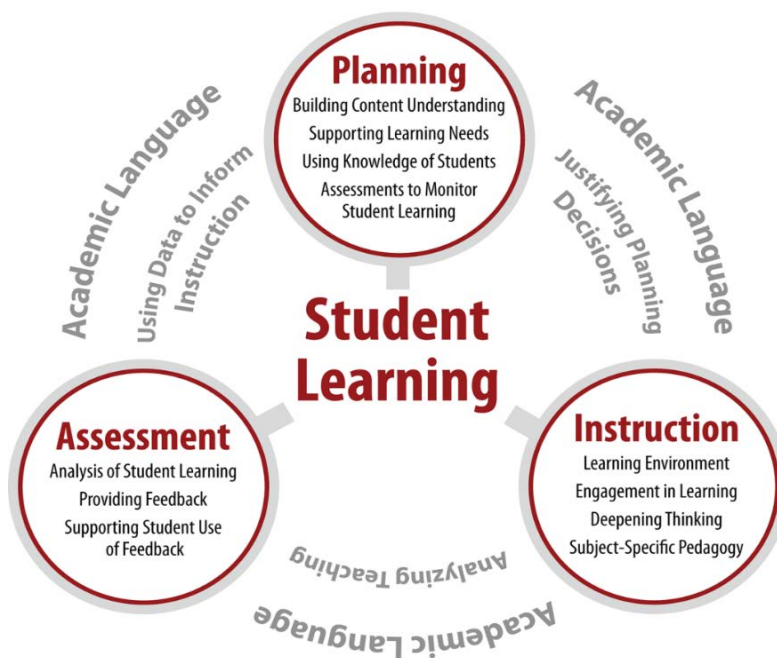 Planning
Building Content Understanding
Supporting Learning Needs
Using Knowledge of Students
Assessments to Monitor
Student Learning
Academic Language
Using Data to Inform
Instruction
Academic Language
Justifying Planning
Decisions
Student
Learning
Assessment
Analysis of Student Learning
Providing Feedback
Supporting Student Use
of Feedback
Instruction
Learning Environment
Engagement in Learning
Deepening Thinking
Subject-Specific Pedagogy
Analyzing Teaching
Academic Language